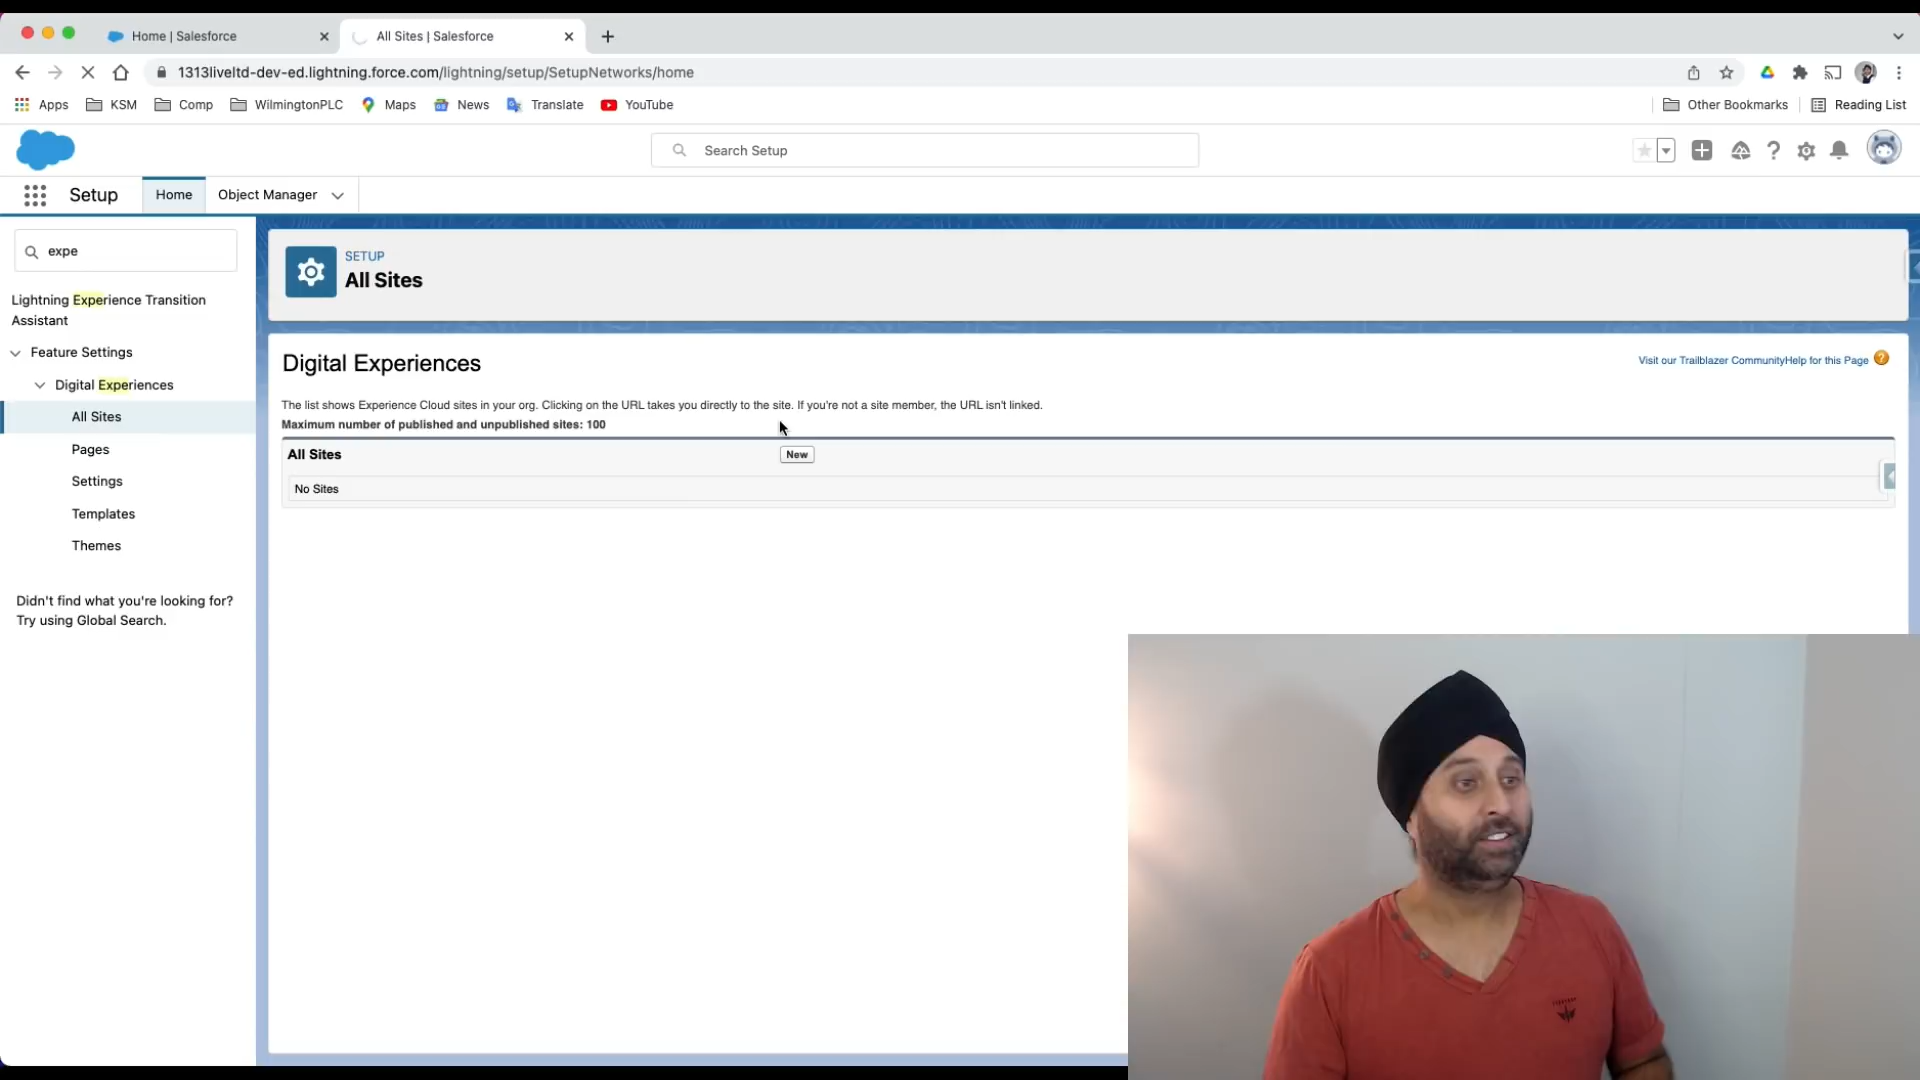 Home | Salesforce
All Sites | Salesforce
1313liveltd-dev-ed.lightning.force.com/lightning/setup/SetupNetworks/home
Apps KSM Comp WilmingtonPLC Maps News Translate YouTube Other Bookmarks Reading List
Search Setup
Setup Home Object Manager
expe
Lightning Experience Transition
Assistant
Feature Settings
Digital Experiences
All Sites
Pages
Settings
Templates
Themes
Didn't find what you're looking for?
Try using Global Search.
SETUP
All Sites
Digital Experiences
Visit our Trailblazer CommunityHelp for this Page ?
The list shows Experience Cloud sites in your org. Clicking on the URL takes you directly to the site. If you're not a site member, the URL isn't linked.
Maximum number of published and unpublished sites: 100
All Sites New
No Sites